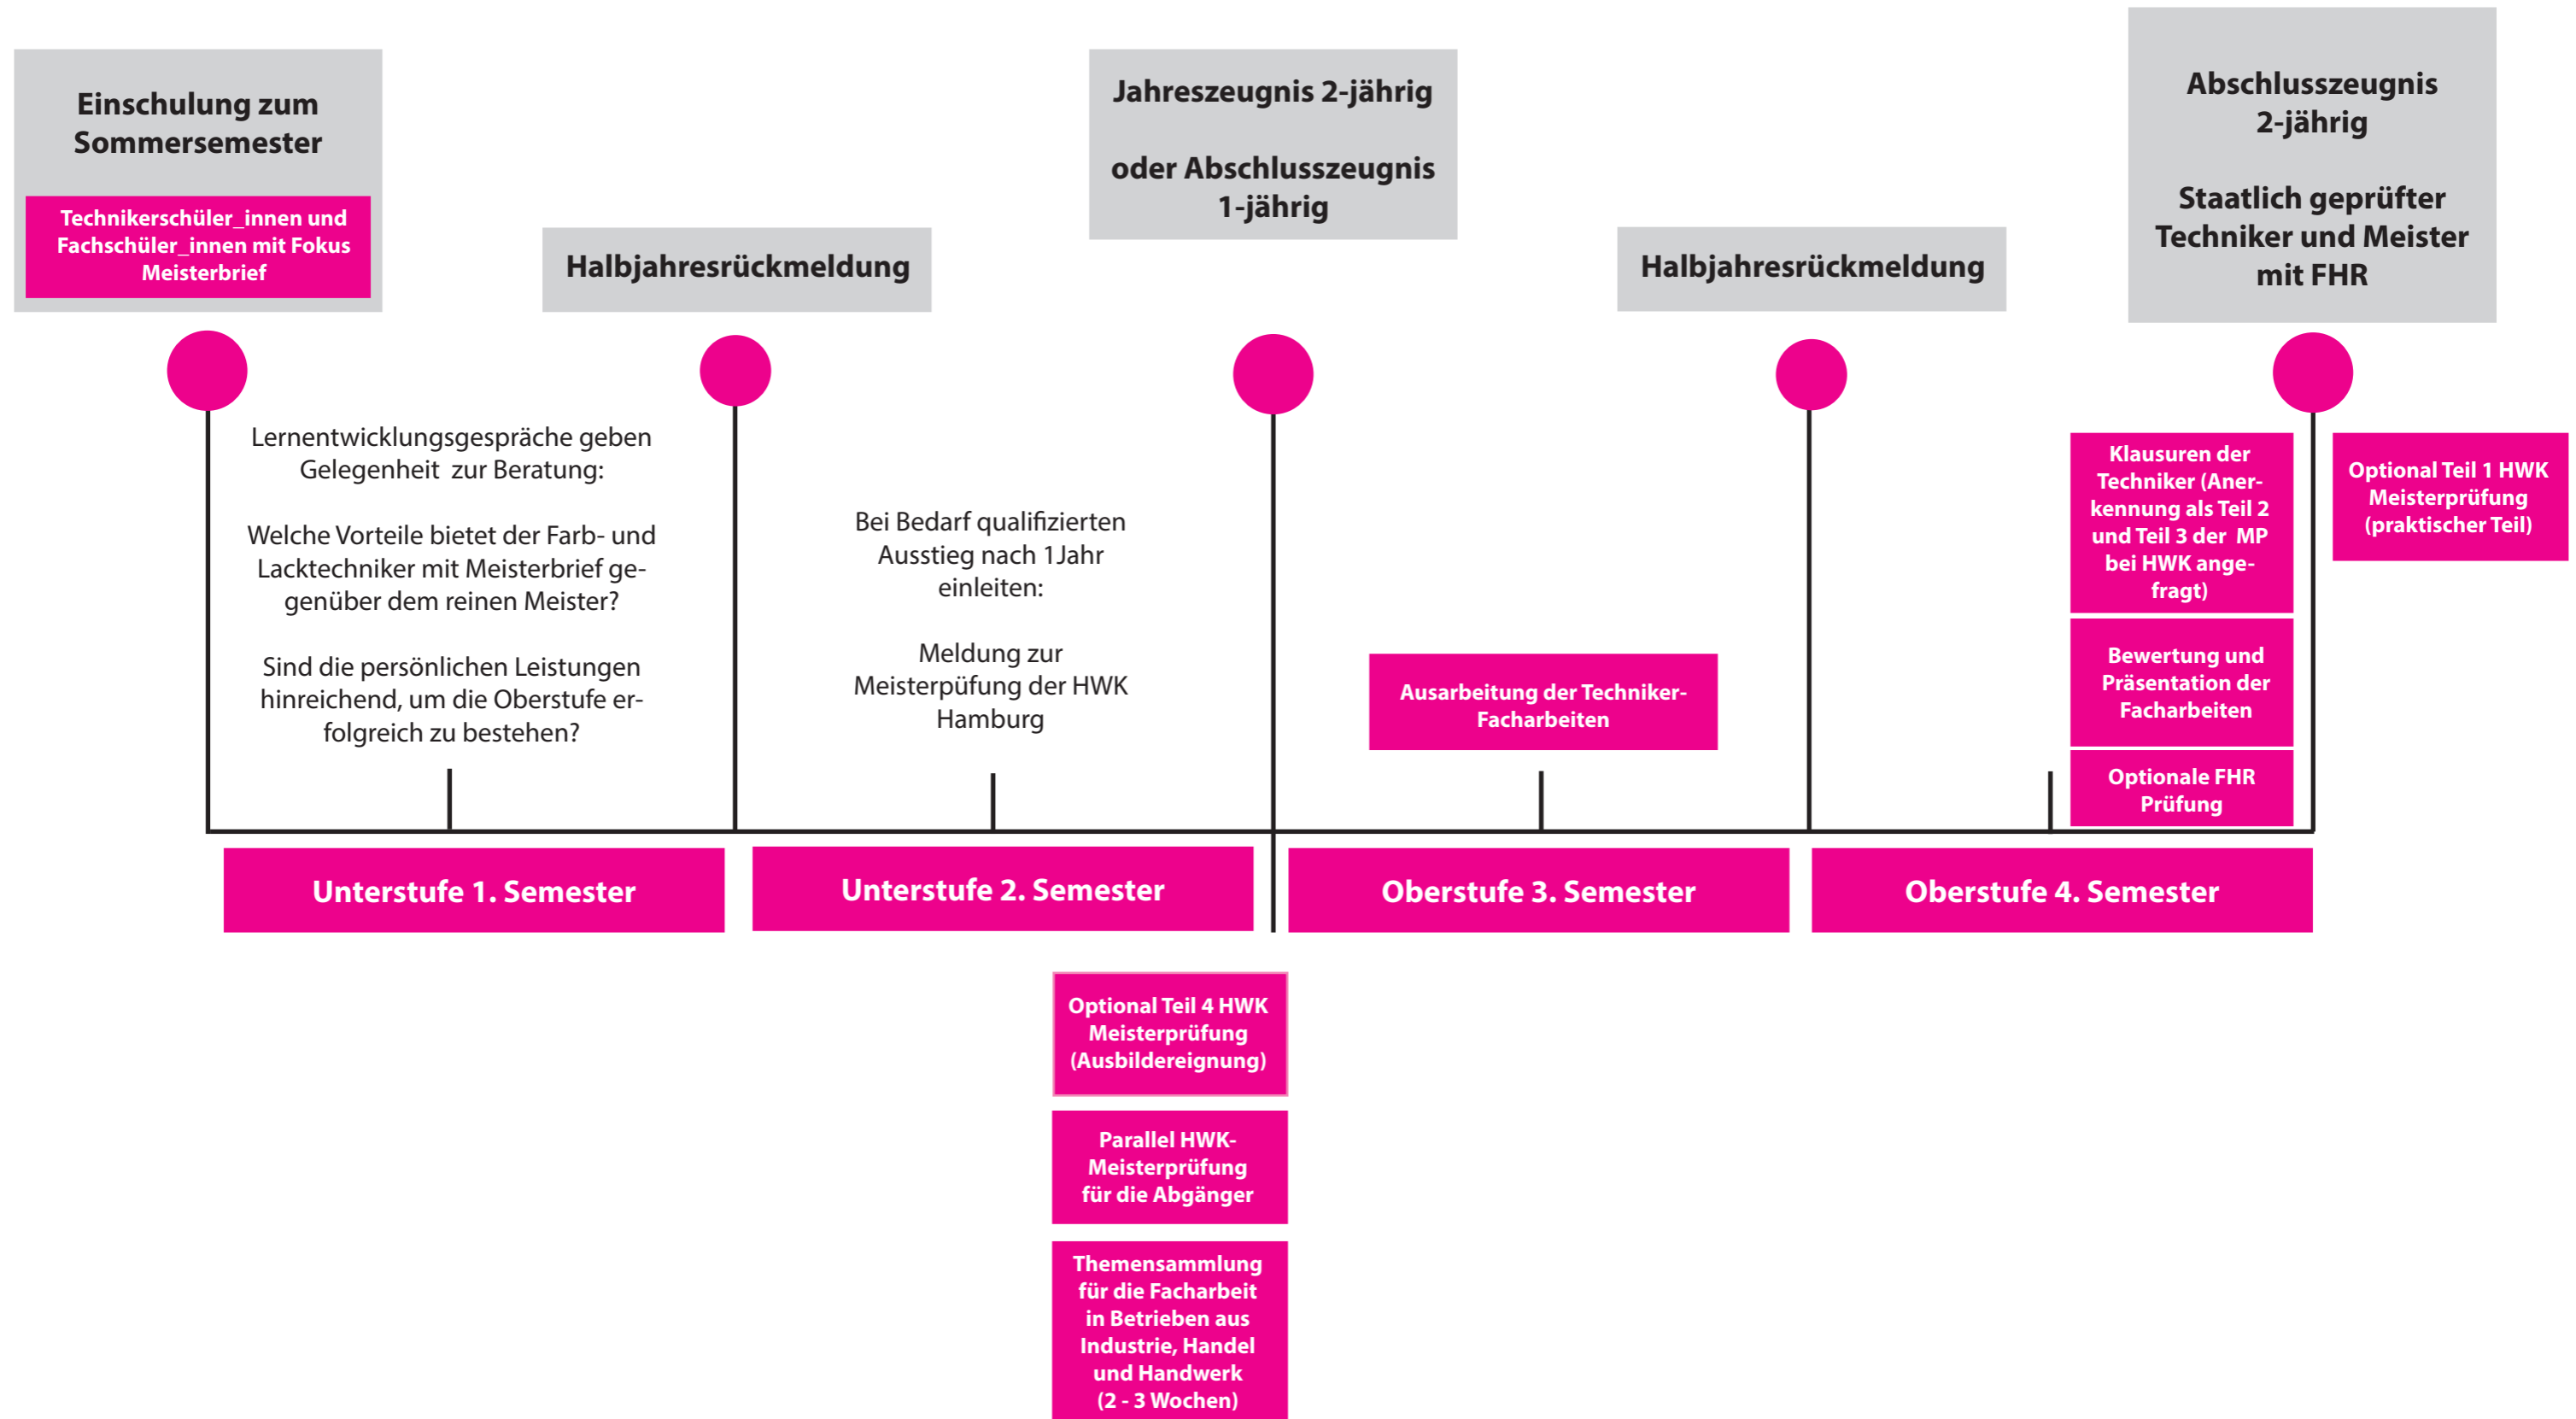 Einschulung zum
Sommersemester
Technikerschüler_innen und
Fachschüler_innen mit Fokus
Meisterbrief
Halbjahresrückmeldung
Jahreszeugnis 2-jährig
oder Abschlusszeugnis
1-jährig
Halbjahresrückmeldung
Abschlusszeugnis
2-jährig
Staatlich geprüfter
Techniker und Meister
mit FHR
Lernentwicklungsgespräche geben
Gelegenheit  zur Beratung:
Welche Vorteile bietet der Farb- und
Lacktechniker mit Meisterbrief ge-
genüber dem reinen Meister?
Sind die persönlichen Leistungen
hinreichend, um die Oberstufe er-
folgreich zu bestehen?
Bei Bedarf qualifizierten
Ausstieg nach 1Jahr
einleiten:
Meldung zur
Meisterpüfung der HWK
Hamburg
Ausarbeitung der Techniker-
Facharbeiten
Klausuren der
Techniker (Aner-
kennung als Teil 2
und Teil 3 der  MP
bei HWK ange-
fragt)
Bewertung und
Präsentation der
Facharbeiten
Optionale FHR
Prüfung
Optional Teil 1 HWK
Meisterprüfung
(praktischer Teil)
Unterstufe 1. Semester
Unterstufe 2. Semester
Oberstufe 3. Semester
Oberstufe 4. Semester
Optional Teil 4 HWK
Meisterprüfung
(Ausbildereignung)
Parallel HWK-
Meisterprüfung
für die Abgänger
Themensammlung
für die Facharbeit
in Betrieben aus
Industrie, Handel
und Handwerk
(2 - 3 Wochen)